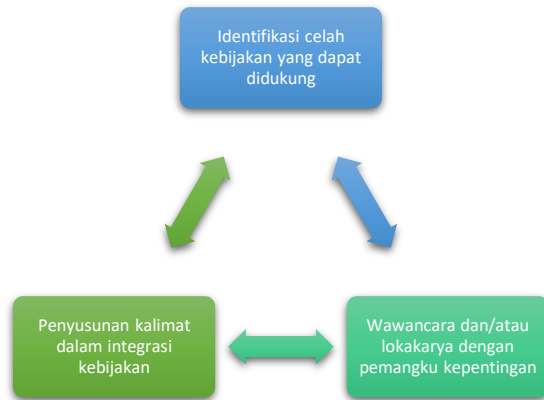 Identifikasi celah
kebijakan yang dapat
didukung
Penyusunan kalimat
dalam integrasi
kebijakan
Wawancara dan/atau
lokakarya dengan
pemangku kepentingan